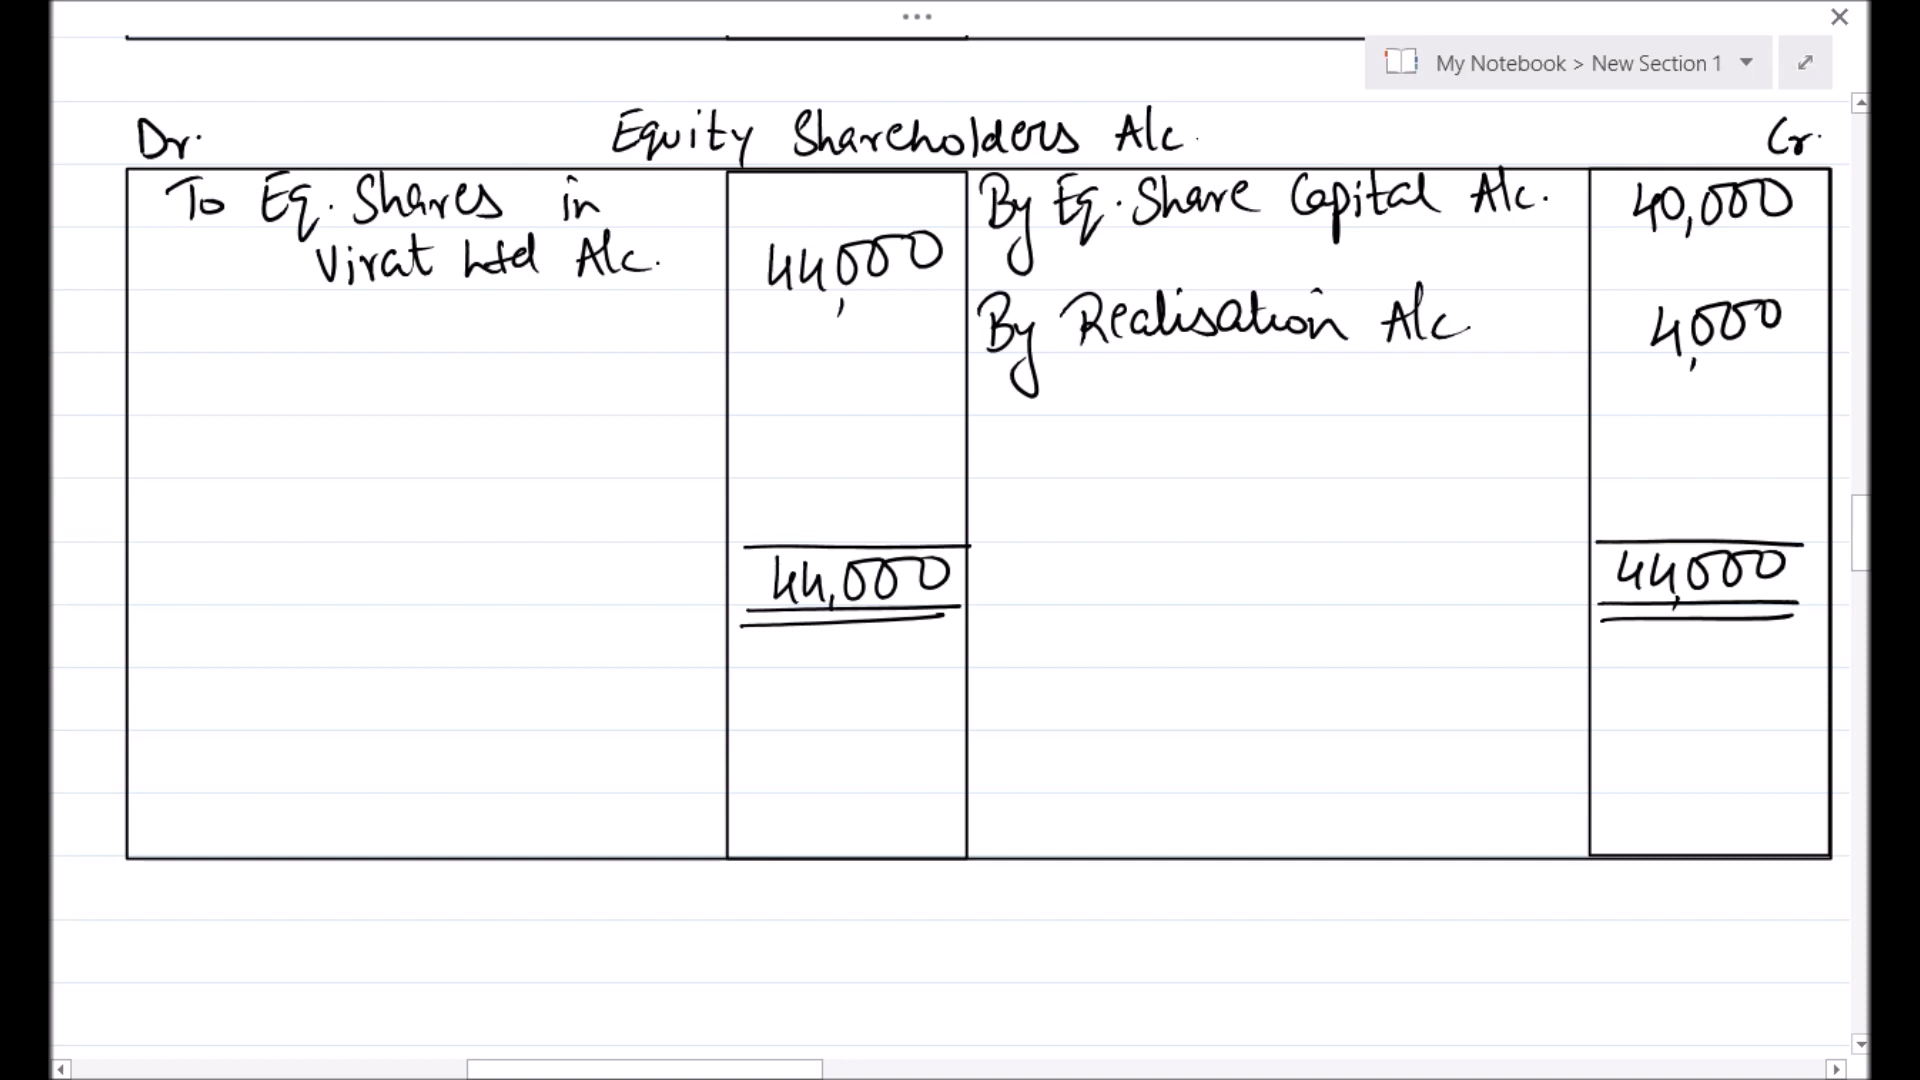 My Notebook > New Section 1
Dr. Equity Shareholders A/c. Cr.
To Eq. Shares in
Virat Ltd A/c. 44,000
By Eq. Share Capital A/c. 40,000
By Realisation A/c 4,000
44,000 44,000